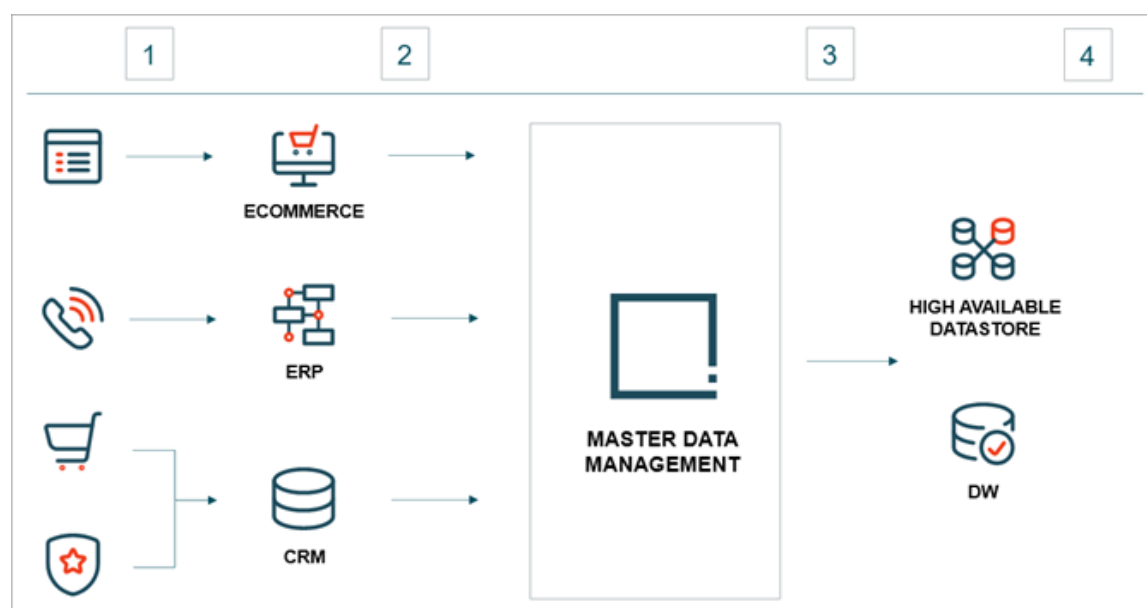 1
2
3
4
ECOMMERCE
ERP
CRM
MASTER DATA
MANAGEMENT
HIGH AVAILABLE
DATASTORE
DW